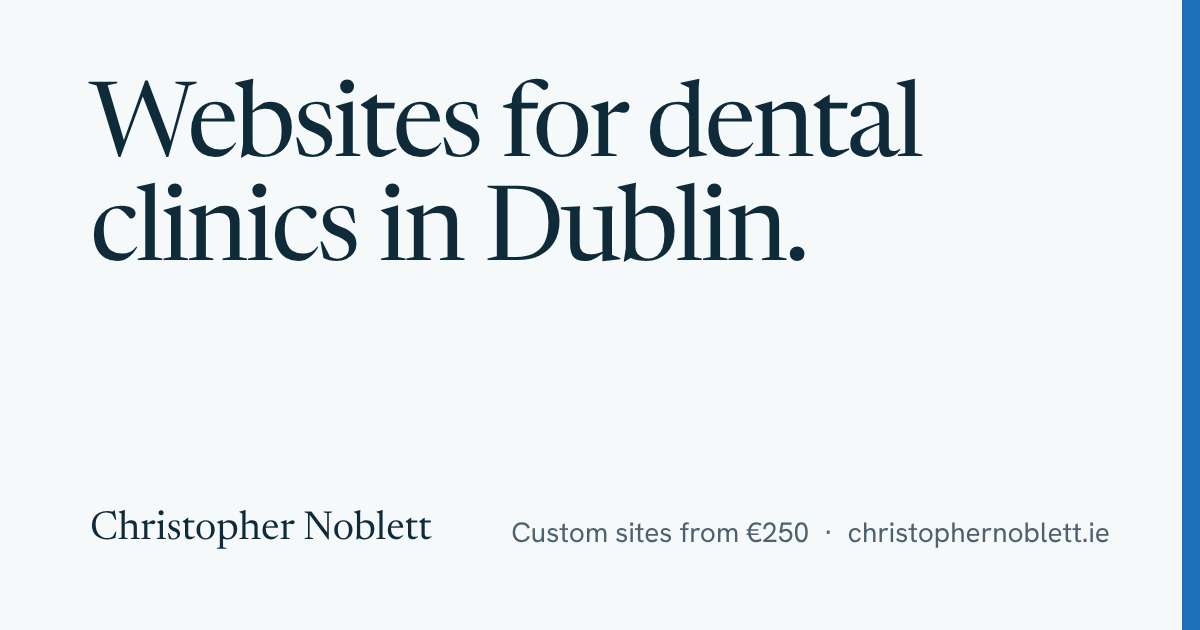 Websites for dental
clinics in Dublin.
Christopher Noblett
Custom sites from €250 · christophernoblett.ie